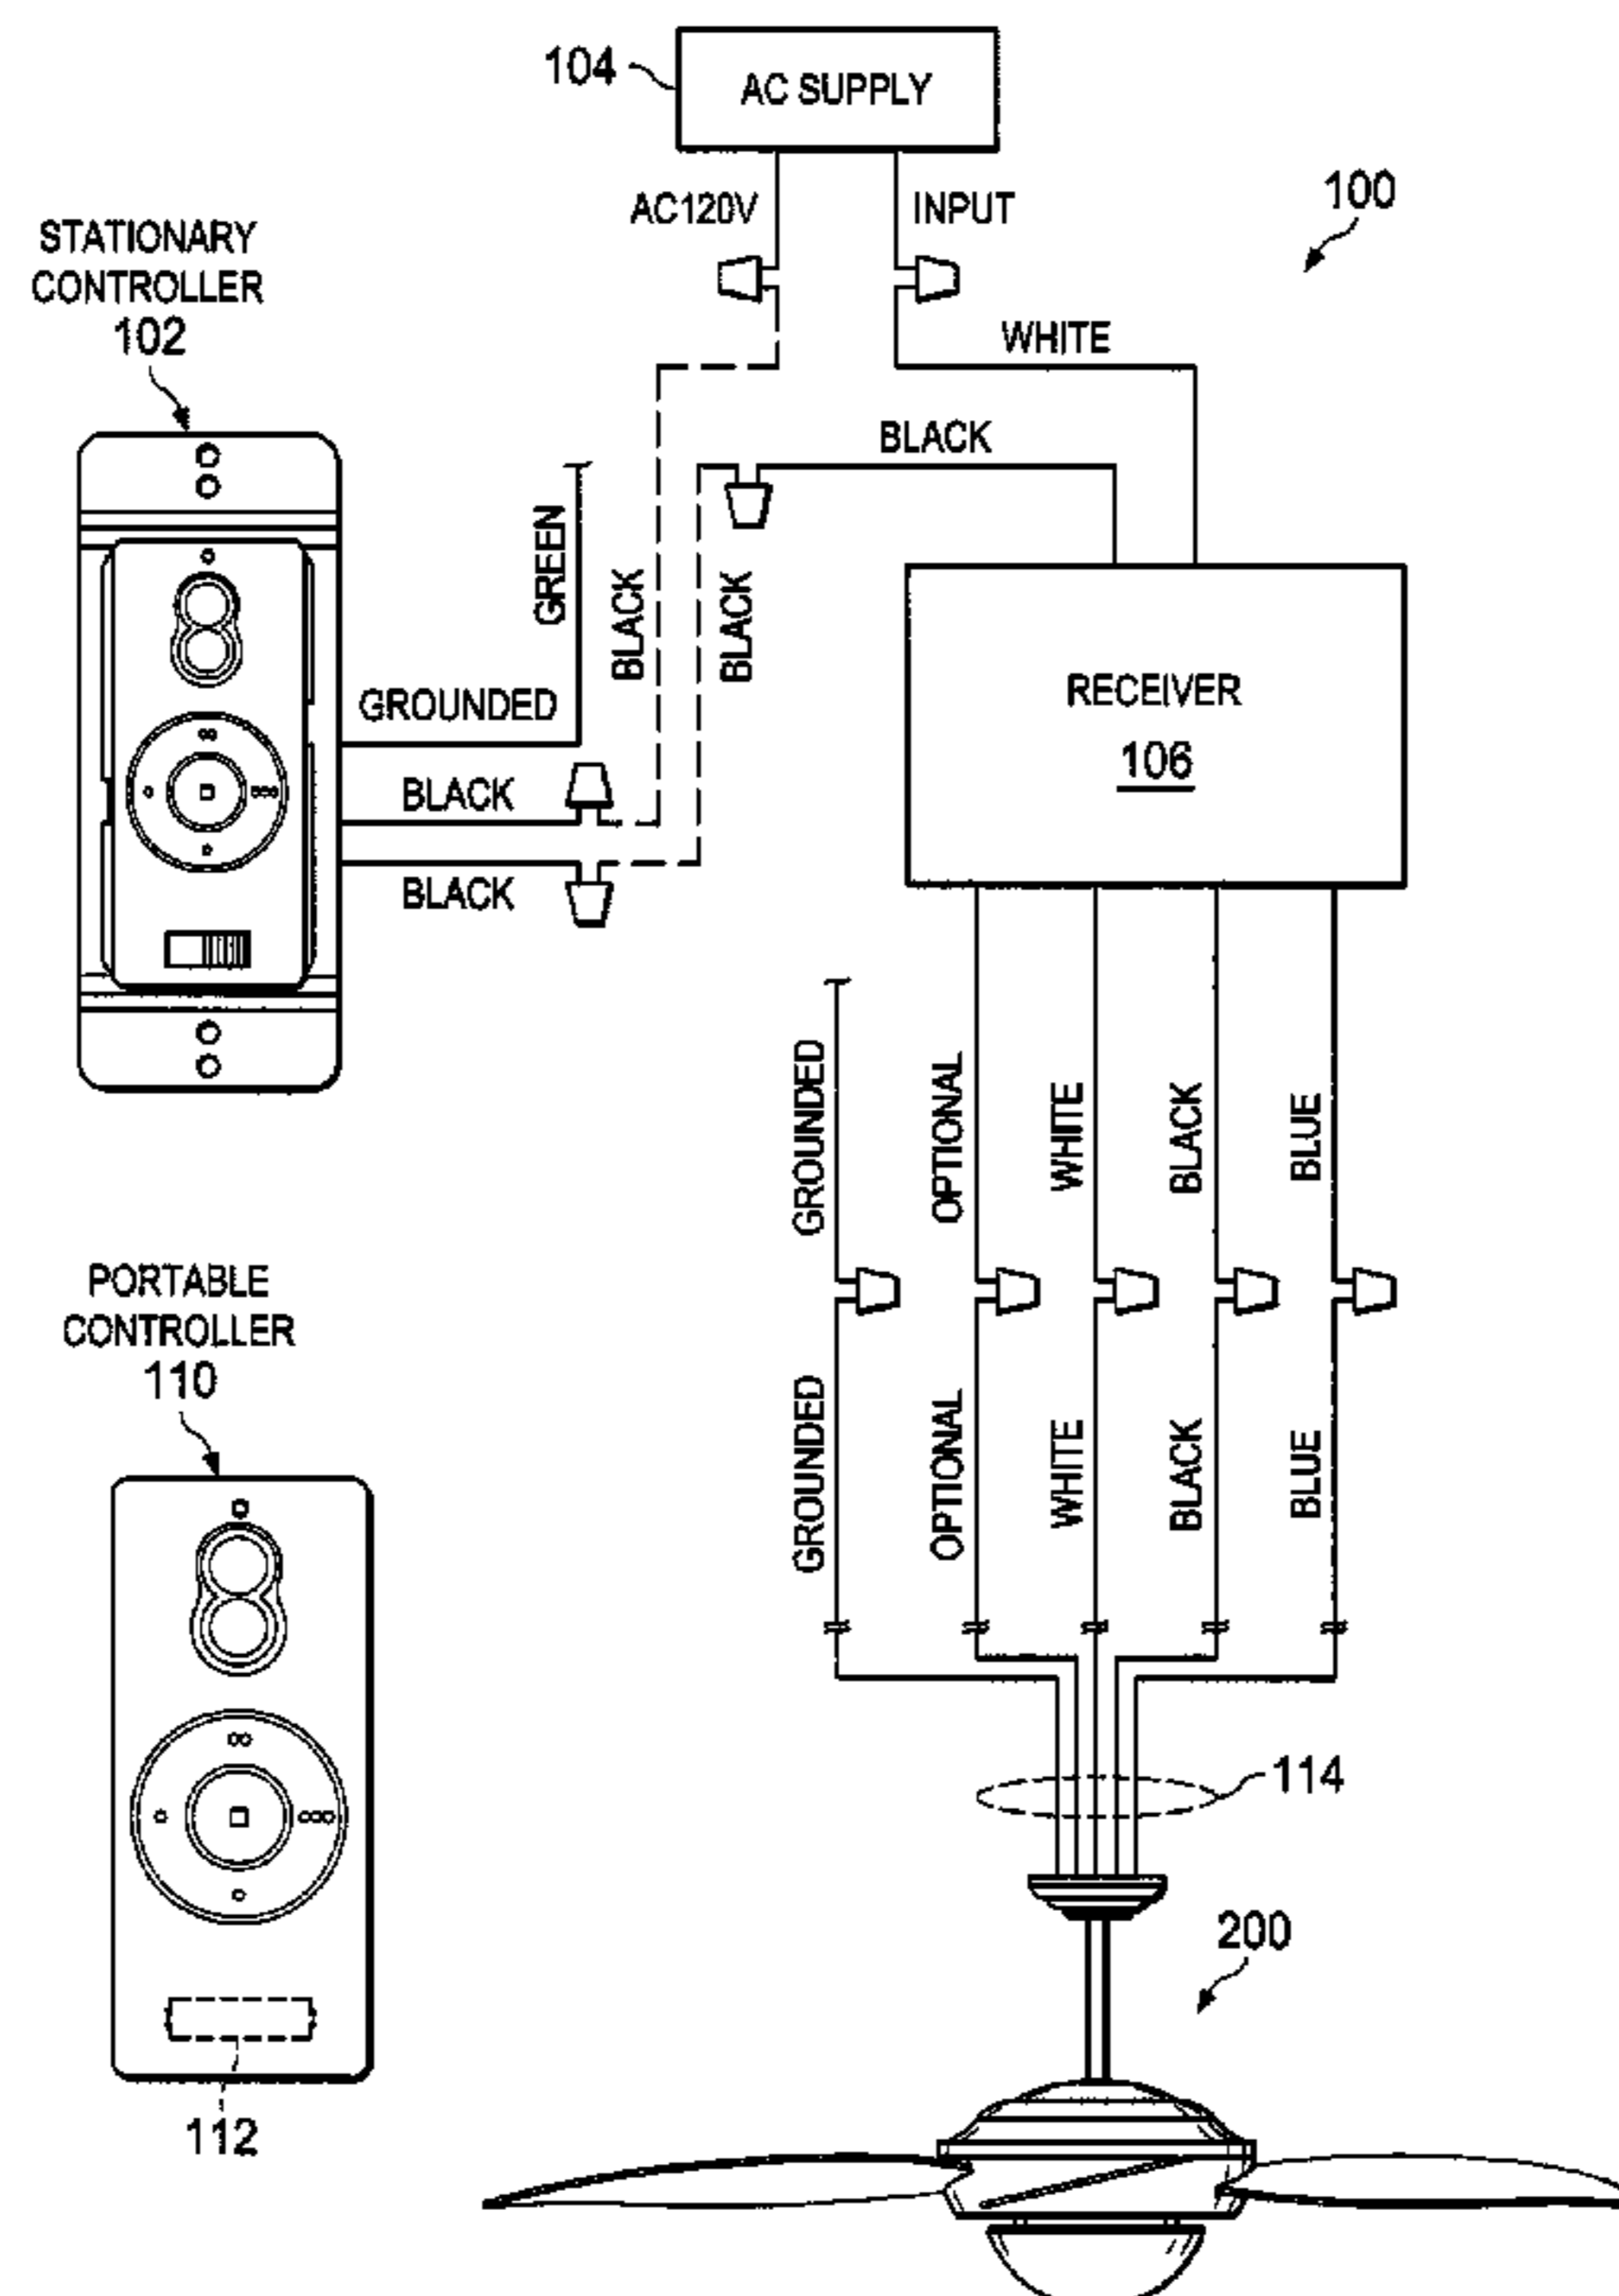 104
AC SUPPLY
AC120V
INPUT
100
STATIONARY
CONTROLLER
102
WHITE
BLACK
GREEN
BLACK
BLACK
GROUNDED
BLACK
BLACK
RECEIVER
106
GROUNDED
OPTIONAL
WHITE
BLACK
BLUE
PORTABLE
CONTROLLER
110
GROUNDED
OPTIONAL
WHITE
BLACK
BLUE
114
200
112